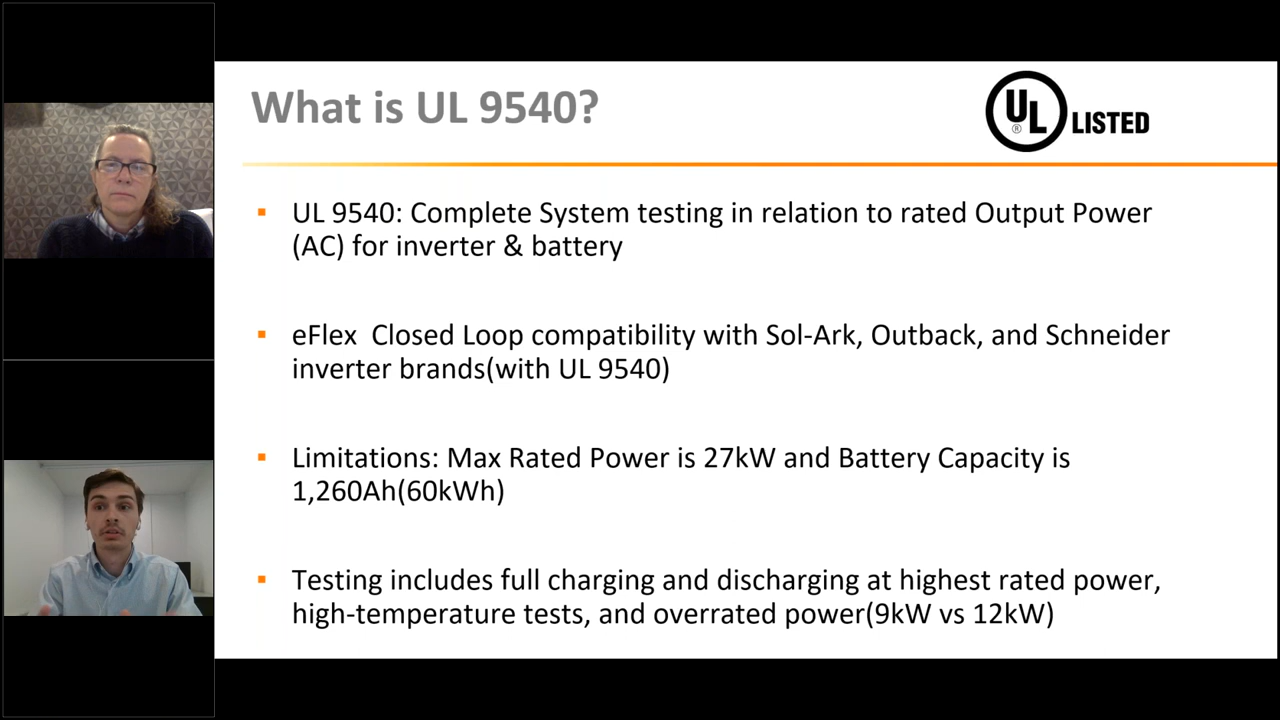 What is UL 9540?
UL ® LISTED
UL 9540: Complete System testing in relation to rated Output Power
(AC) for inverter & battery
eFlex  Closed Loop compatibility with Sol-Ark, Outback, and Schneider
inverter brands(with UL 9540)
Limitations: Max Rated Power is 27kW and Battery Capacity is
1,260Ah(60kWh)
Testing includes full charging and discharging at highest rated power,
high-temperature tests, and overrated power(9kW vs 12kW)